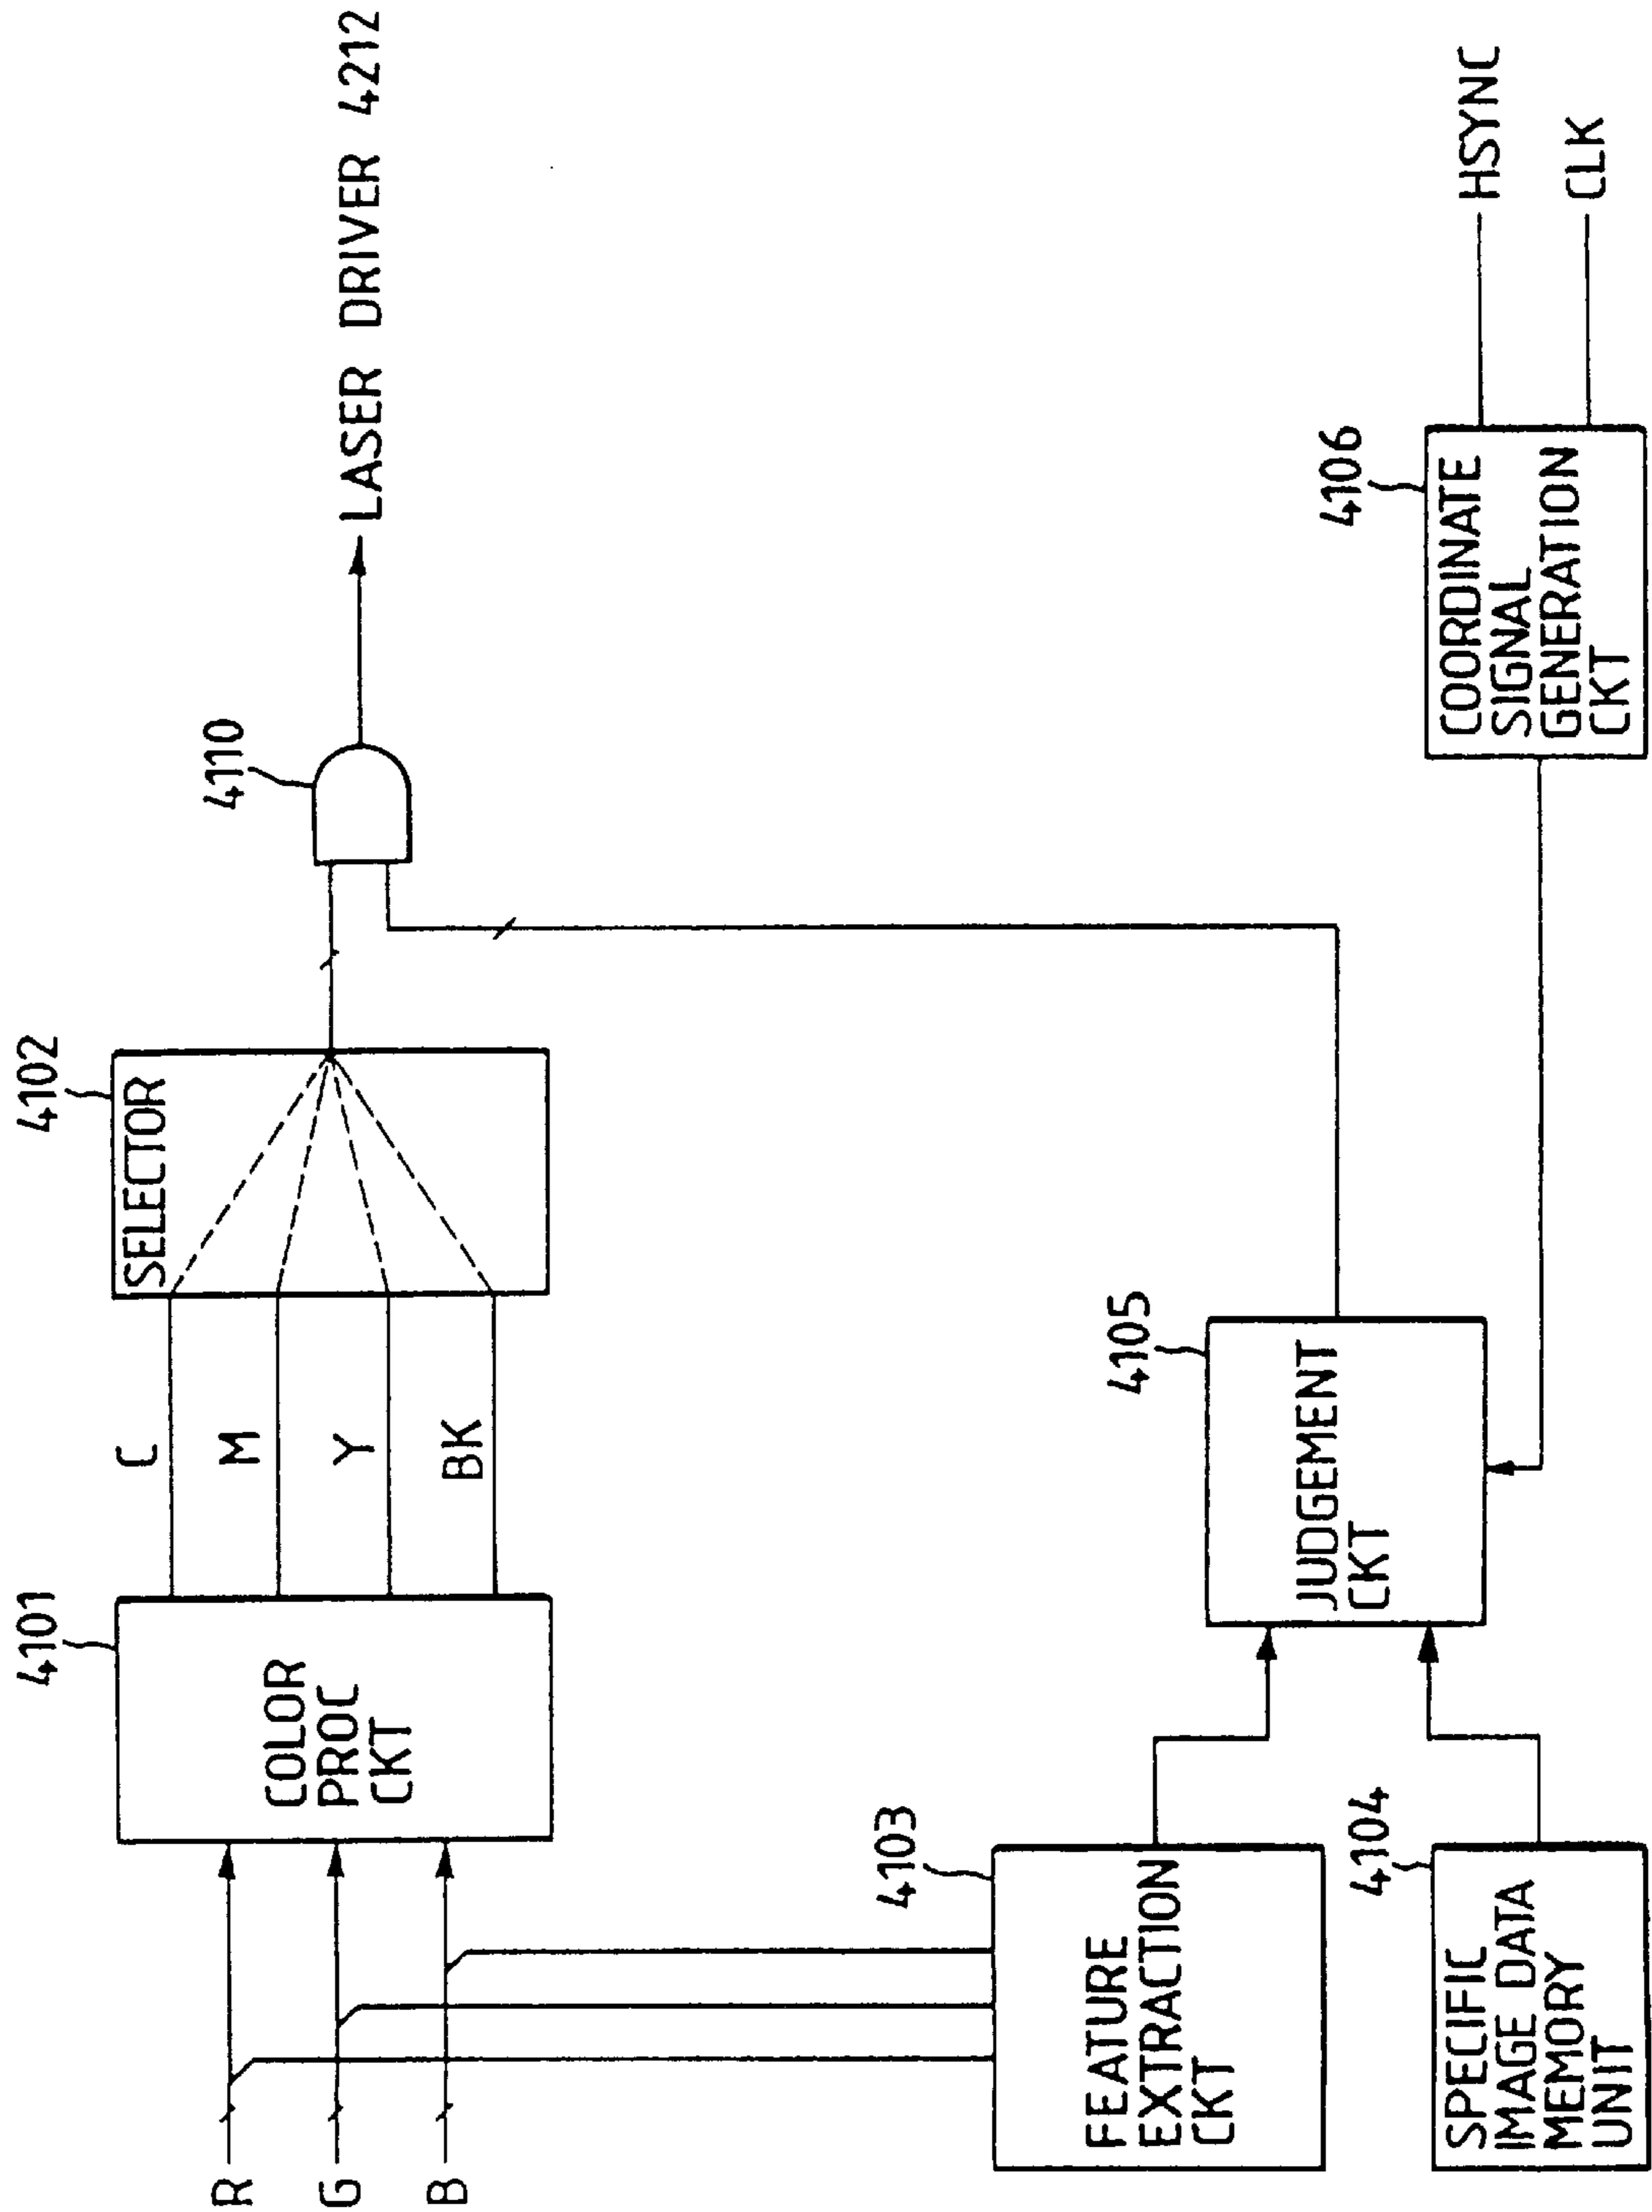 4101
4102
R
G
B
COLOR
PROC
CKT
C
M
Y
BK
SELECTOR
4110
LASER DRIVER 4212
4103
FEATURE
EXTRACTION
CKT
4104
SPECIFIC
IMAGE DATA
MEMORY
UNIT
4105
JUDGEMENT
CKT
4106
COORDINATE
SIGNAL
GENERATION
CKT
HSYNC
CLK